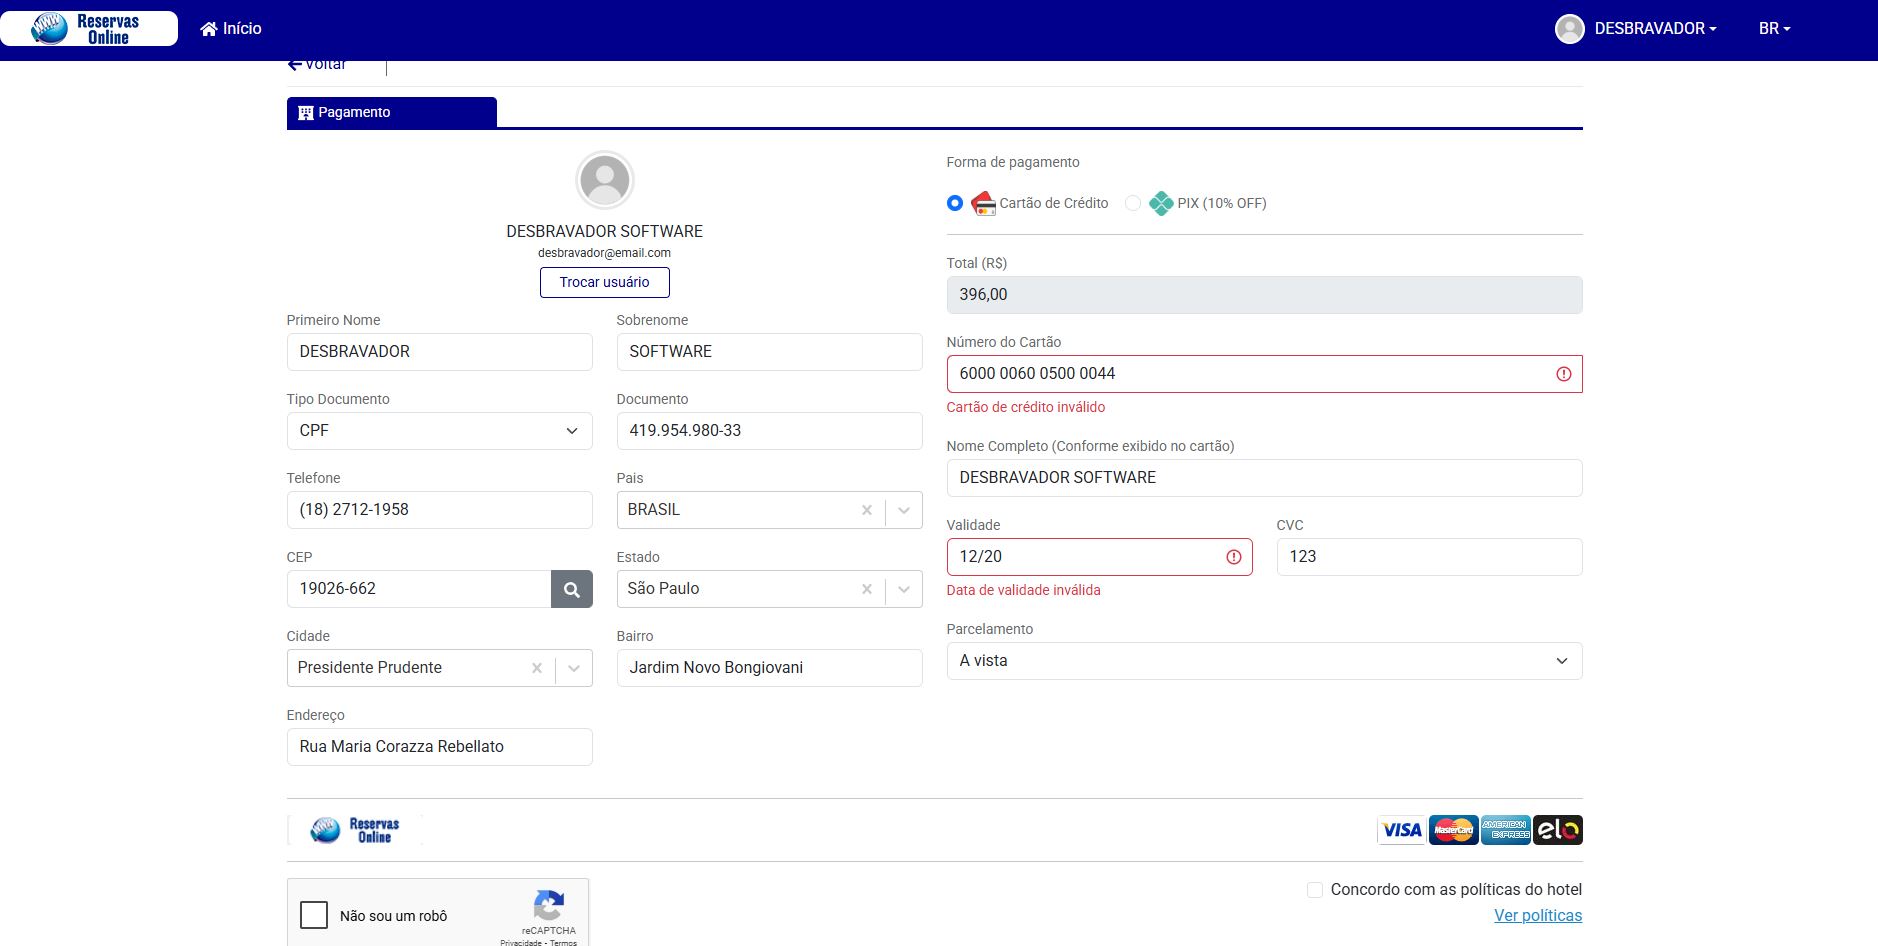 Reservas
Online
Início
DESBRAVADOR
BR
Voltar
Pagamento
DESBRAVADOR SOFTWARE
desbravador@email.com
Trocar usuário
Primeiro Nome
Sobrenome
DESBRAVADOR
SOFTWARE
Tipo Documento
Documento
CPF
419.954.980-33
Telefone
Pais
(18) 2712-1958
BRASIL
CEP
Estado
19026-662
São Paulo
Cidade
Bairro
Presidente Prudente
Jardim Novo Bongiovani
Endereço
Rua Maria Corazza Rebellato
Forma de pagamento
Cartão de Crédito
PIX (10% OFF)
Total (R$)
396,00
Número do Cartão
6000 0060 0500 0044
Cartão de crédito inválido
Nome Completo (Conforme exibido no cartão)
DESBRAVADOR SOFTWARE
Validade
CVC
12/20
123
Data de validade inválida
Parcelamento
A vista
Reservas
Online
VISA
MasterCard
AMERICAN
EXPRESS
elo
Não sou um robô
reCAPTCHA
Privacidade - Termos
Concordo com as políticas do hotel
Ver políticas